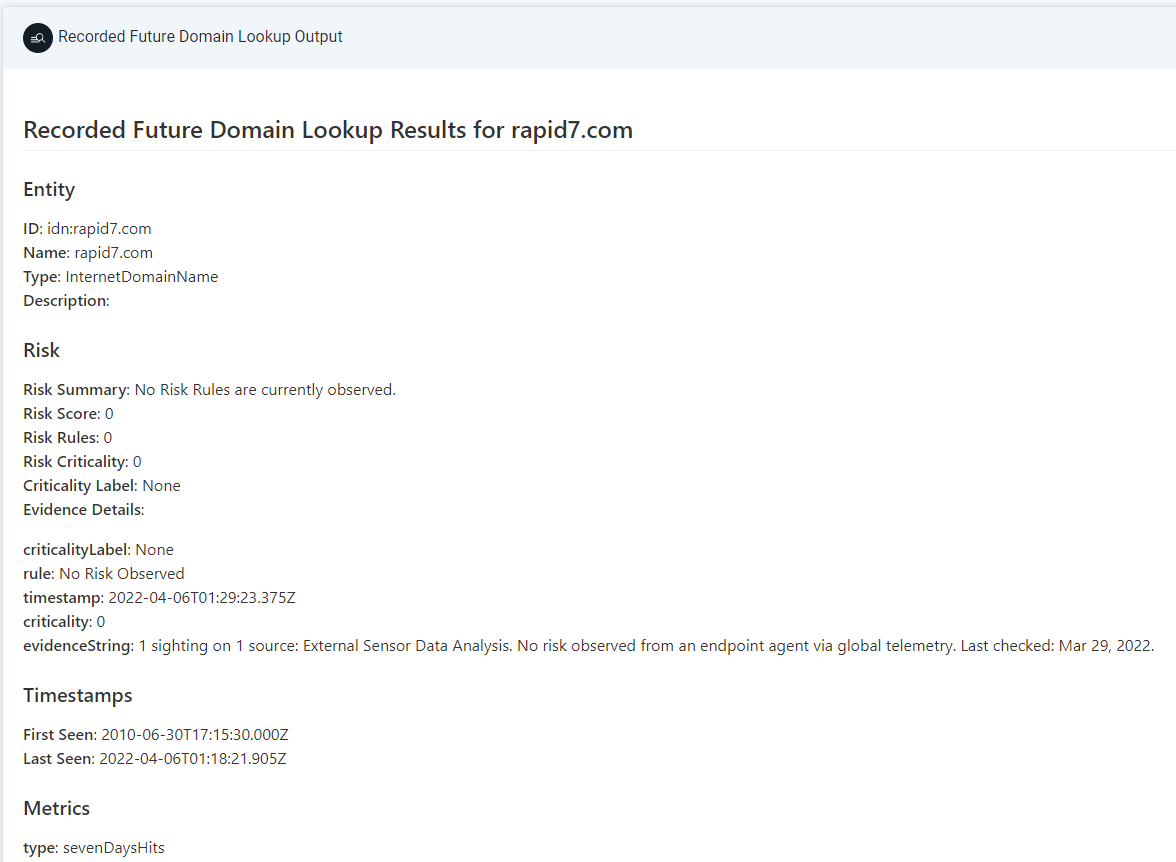 Recorded Future Domain Lookup Output
Recorded Future Domain Lookup Results for rapid7.com
Entity
ID: idn:rapid7.com
Name: rapid7.com
Type: InternetDomainName
Description:
Risk
Risk Summary: No Risk Rules are currently observed.
Risk Score: 0
Risk Rules: 0
Risk Criticality: 0
Criticality Label: None
Evidence Details:
criticalityLabel: None
rule: No Risk Observed
timestamp: 2022-04-06T01:29:23.375Z
criticality: 0
evidenceString: 1 sighting on 1 source: External Sensor Data Analysis. No risk observed from an endpoint agent via global telemetry. Last checked: Mar 29, 2022.
Timestamps
First Seen: 2010-06-30T17:15:30.000Z
Last Seen: 2022-04-06T01:18:21.905Z
Metrics
type: sevenDaysHits